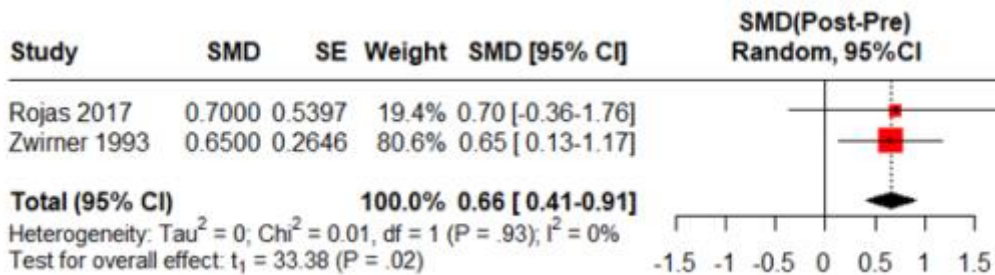 SMD(Post-Pre)
Study SMD SE Weight SMD [95% CI] Random, 95%CI
Rojas 2017 0.7000 0.5397 19.4% 0.70 [-0.36-1.76]
Zwirner 1993 0.6500 0.2646 80.6% 0.65 [ 0.13-1.17]
Total (95% CI) 100.0% 0.66 [ 0.41-0.91]
Heterogeneity: Tau² = 0; Chi² = 0.01, df = 1 (P = .93); I² = 0%
Test for overall effect: t₁ = 33.38 (P = .02)
-1.5 -1 -0.5 0 0.5 1 1.5